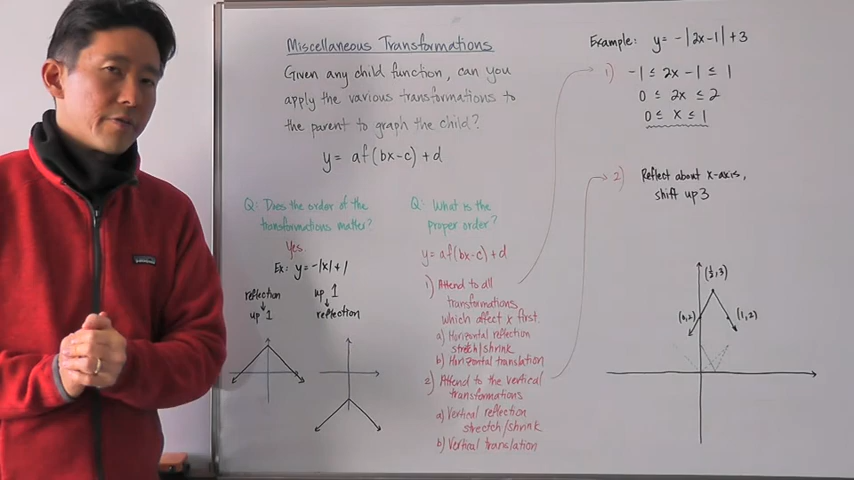 Miscellaneous Transformations
Given any child function, can you
apply the various transformations to
the parent to graph the child?
y = af(bx-c)+d
Q: Does the order of the
transformations matter?
Yes
Ex: y = -|x|+1
reflection
↓
up 1
up 1
↓
reflection
Q: What is the
proper order?
y = af(bx-c)+d
1) Attend to all
transformations
which affect x first.
a) Horizontal reflection
stretch/shrink
b) Horizontal translation
2) Attend to the vertical
transformations
a) Vertical reflection
stretch/shrink
b) Vertical translation
Example: y = -|2x-1|+3
1) -1 ≤ 2x -1 ≤ 1
0 ≤ 2x ≤ 2
0 ≤ x ≤ 1
2) Reflect about x-axis,
shift up 3
(½,3)
(0,2)
(1,2)
patagonia